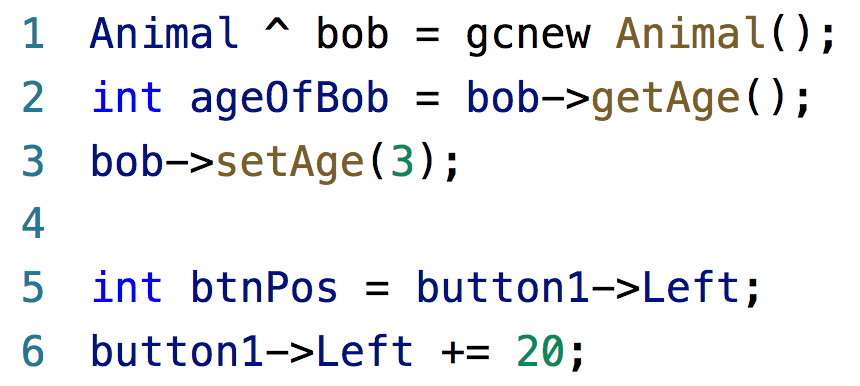 1 Animal ^ bob = gcnew Animal();
2 int ageOfBob = bob->getAge();
3 bob->setAge(3);
4
5 int btnPos = button1->Left;
6 button1->Left += 20;